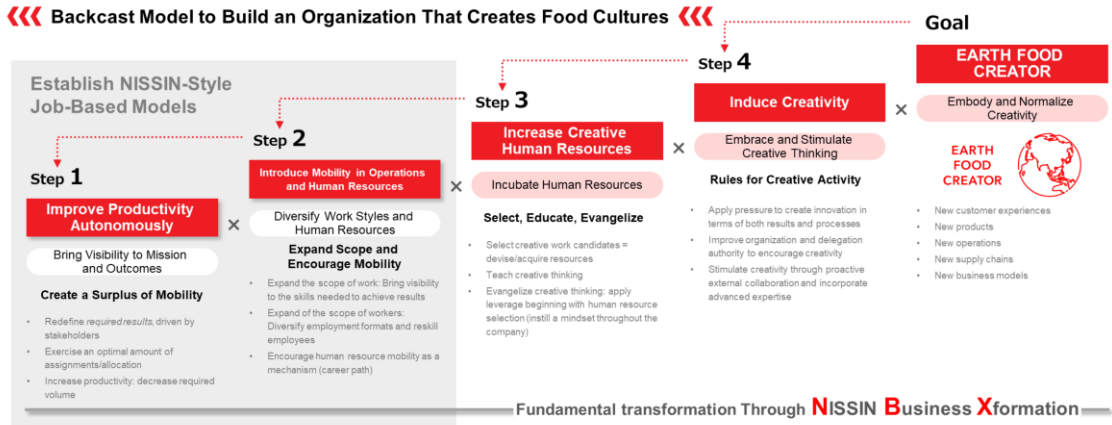 Backcast Model to Build an Organization That Creates Food Cultures
Establish NISSIN-Style
Job-Based Models
Step 1
Improve Productivity
Autonomously
Bring Visibility to Mission
and Outcomes
Create a Surplus of Mobility
• Redefine required results, driven by
stakeholders
• Exercise an optimal amount of
assignments/allocation
• Increase productivity: decrease required
volume
×
Step 2
Introduce Mobility in Operations
and Human Resources
Diversify Work Styles and
Human Resources
Expand Scope and
Encourage Mobility
• Expand the scope of work: Bring visibility
to the skills needed to achieve results
• Expand of the scope of workers:
Diversify employment formats and reskill
employees
• Encourage human resource mobility as a
mechanism (career path)
×
Step 3
Increase Creative
Human Resources
Incubate Human Resources
Select, Educate, Evangelize
• Select creative work candidates =
devise/acquire resources
• Teach creative thinking
• Evangelize creative thinking: apply
leverage beginning with human resource
selection (instill a mindset throughout the
company)
×
Step 4
Induce Creativity
Embrace and Stimulate
Creative Thinking
Rules for Creative Activity
• Apply pressure to create innovation in
terms of both results and processes
• Improve organization and delegation
authority to encourage creativity
• Stimulate creativity through proactive
external collaboration and incorporate
advanced expertise
×
Goal
EARTH FOOD
CREATOR
Embody and Normalize
Creativity
EARTH
FOOD
CREATOR
• New customer experiences
• New products
• New operations
• New supply chains
• New business models
Fundamental transformation Through NISSIN Business Xformation